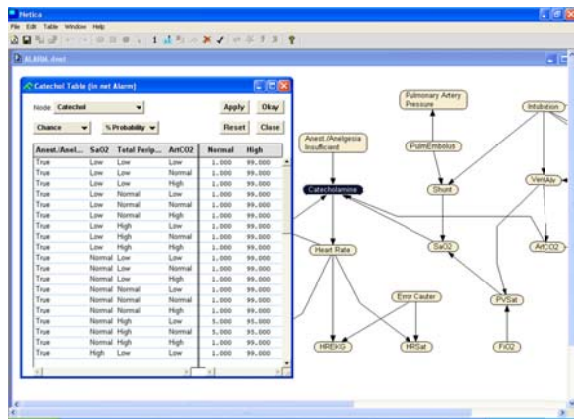 Netica
File Edit Table Window Help
ALARM.dnet
Catechol Table (in net Alarm)
Node: Catechol
Apply Okay
Chance % Probability
Reset Close
Anest./Anel... SaO2 Total Perip... ArtCO2 Normal High
True Low Low Low 1.000 99.000
True Low Low Normal 1.000 99.000
True Low Low High 1.000 99.000
True Low Normal Low 1.000 99.000
True Low Normal Normal 1.000 99.000
True Low Normal High 1.000 99.000
True Low High Low 1.000 99.000
True Low High Normal 1.000 99.000
True Low High High 1.000 99.000
True Normal Low Low 1.000 99.000
True Normal Low Normal 1.000 99.000
True Normal Low High 1.000 99.000
True Normal Normal Low 1.000 99.000
True Normal Normal Normal 1.000 99.000
True Normal Normal High 1.000 99.000
True Normal High Low 5.000 95.000
True Normal High Normal 5.000 95.000
True Normal High High 1.000 99.000
True High Low Low 1.000 99.000
Pulmonary Artery
Pressure
Intubition
Anest./Anelgesia
Insufficient
PulmEmbolus
Catecholamine
Shunt
VentAlv
Heart Rate
SaO2
ArtCO2
Error Cauter
PVSat
HREKG
HRSat
FiO2